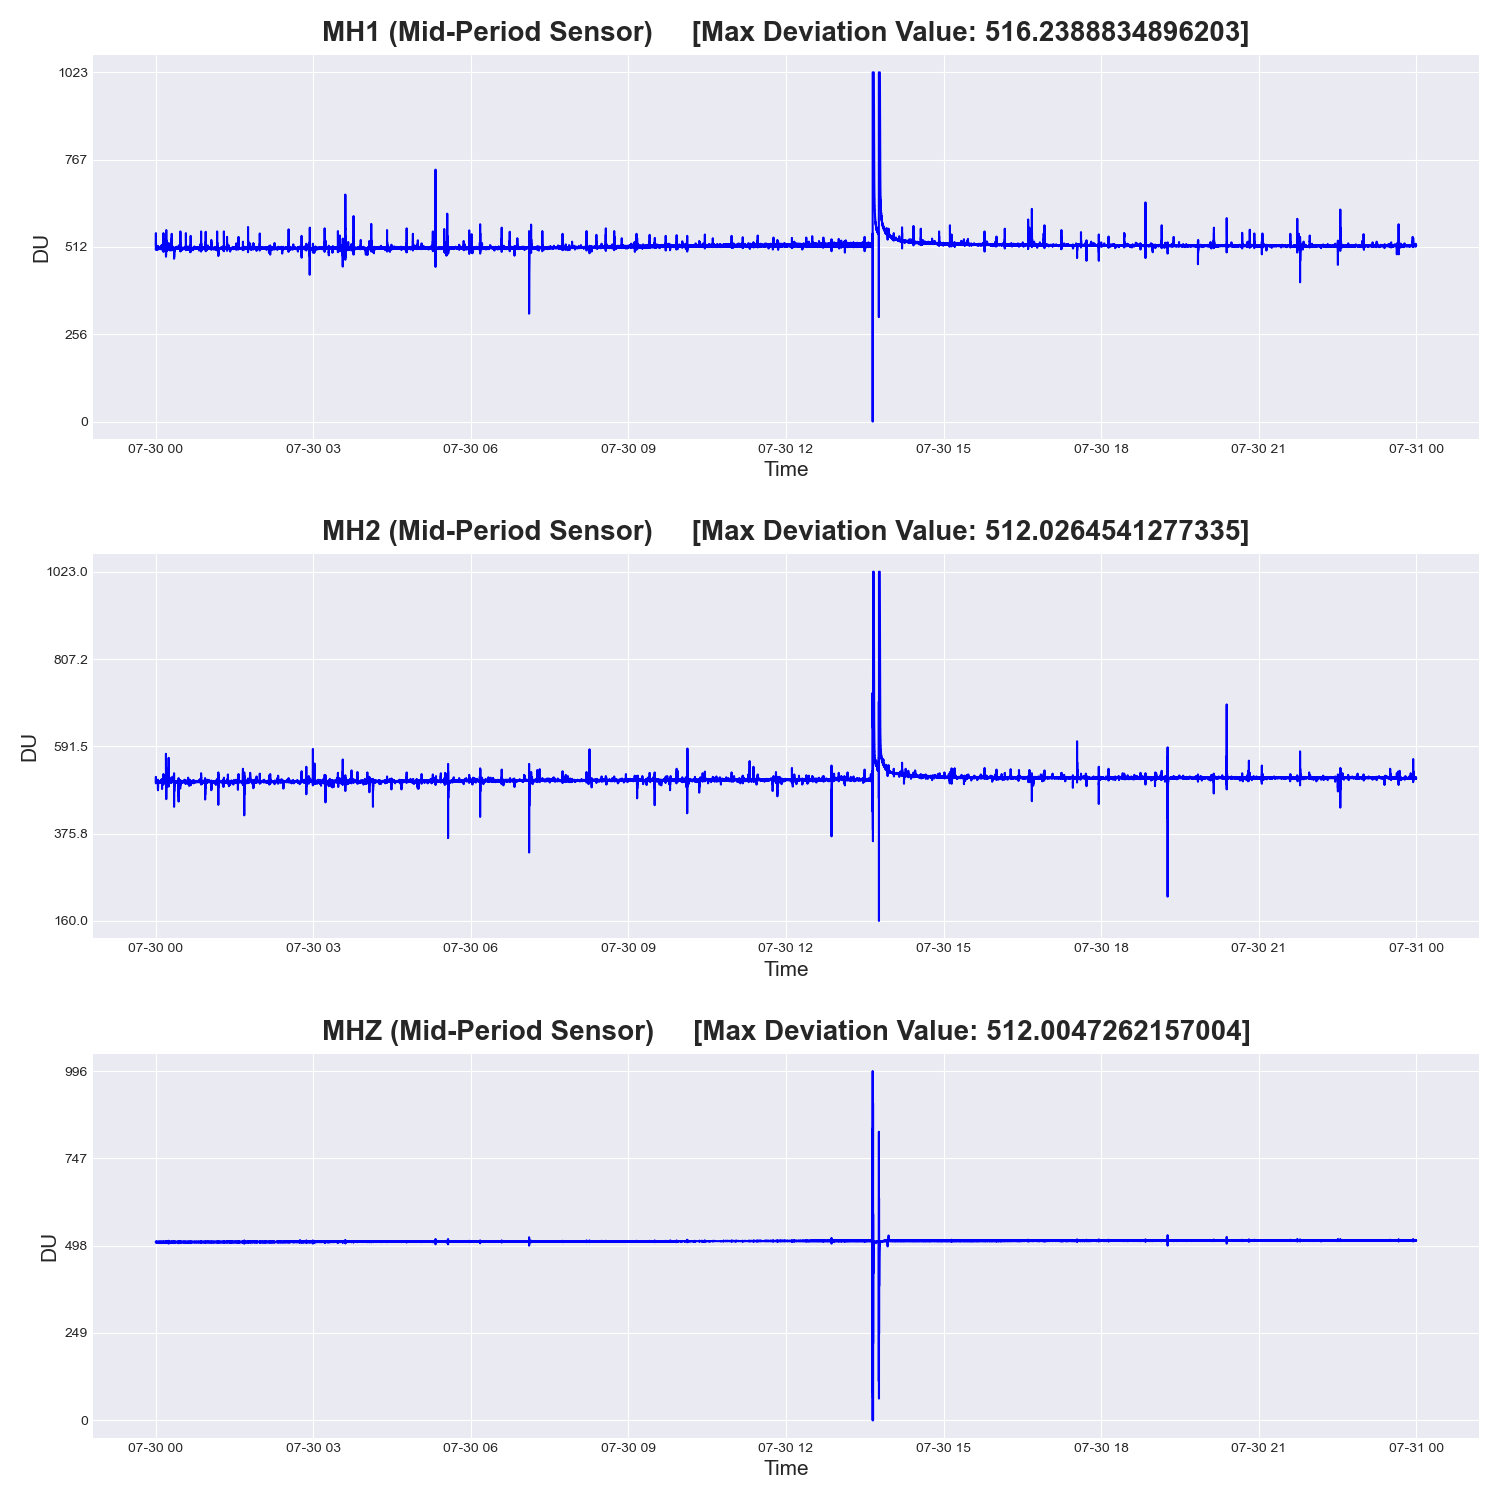 MH1 (Mid-Period Sensor) [Max Deviation Value: 516.2388834896203]
1023
767
512
256
0
DU
07-30 00 07-30 03 07-30 06 07-30 09 07-30 12 07-30 15 07-30 18 07-30 21 07-31 00
Time
MH2 (Mid-Period Sensor) [Max Deviation Value: 512.0264541277335]
1023.0
807.2
591.5
375.8
160.0
DU
07-30 00 07-30 03 07-30 06 07-30 09 07-30 12 07-30 15 07-30 18 07-30 21 07-31 00
Time
MHZ (Mid-Period Sensor) [Max Deviation Value: 512.0047262157004]
996
747
498
249
0
DU
07-30 00 07-30 03 07-30 06 07-30 09 07-30 12 07-30 15 07-30 18 07-30 21 07-31 00
Time